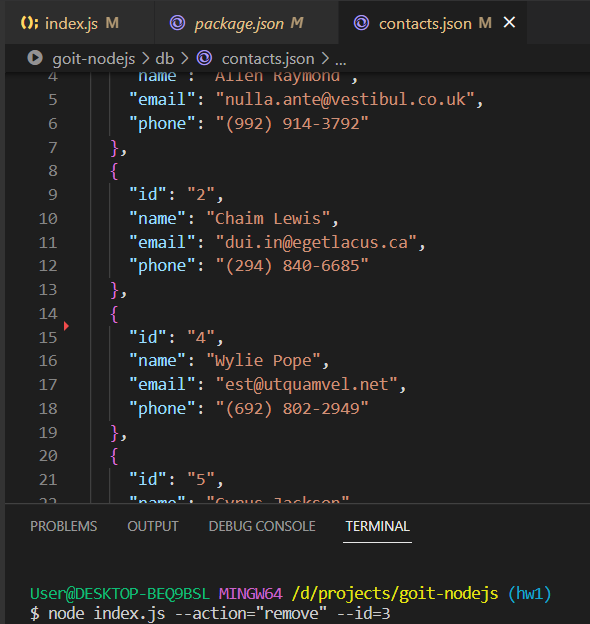 index.js M package.json M contacts.json M
goit-nodejs > db > contacts.json > ...
4 "name": "Allen Raymond",
5 "email": "nulla.ante@vestibul.co.uk",
6 "phone": "(992) 914-3792"
7 },
8 {
9 "id": "2",
10 "name": "Chaim Lewis",
11 "email": "dui.in@egetlacus.ca",
12 "phone": "(294) 840-6685"
13 },
14 {
15 "id": "4",
16 "name": "Wylie Pope",
17 "email": "est@utquamvel.net",
18 "phone": "(692) 802-2949"
19 },
20 {
21 "id": "5",
22 "name": "Cyrus Jackson"
PROBLEMS OUTPUT DEBUG CONSOLE TERMINAL
User@DESKTOP-BEQ9BSL MINGW64 /d/projects/goit-nodejs (hw1)
$ node index.js --action="remove" --id=3